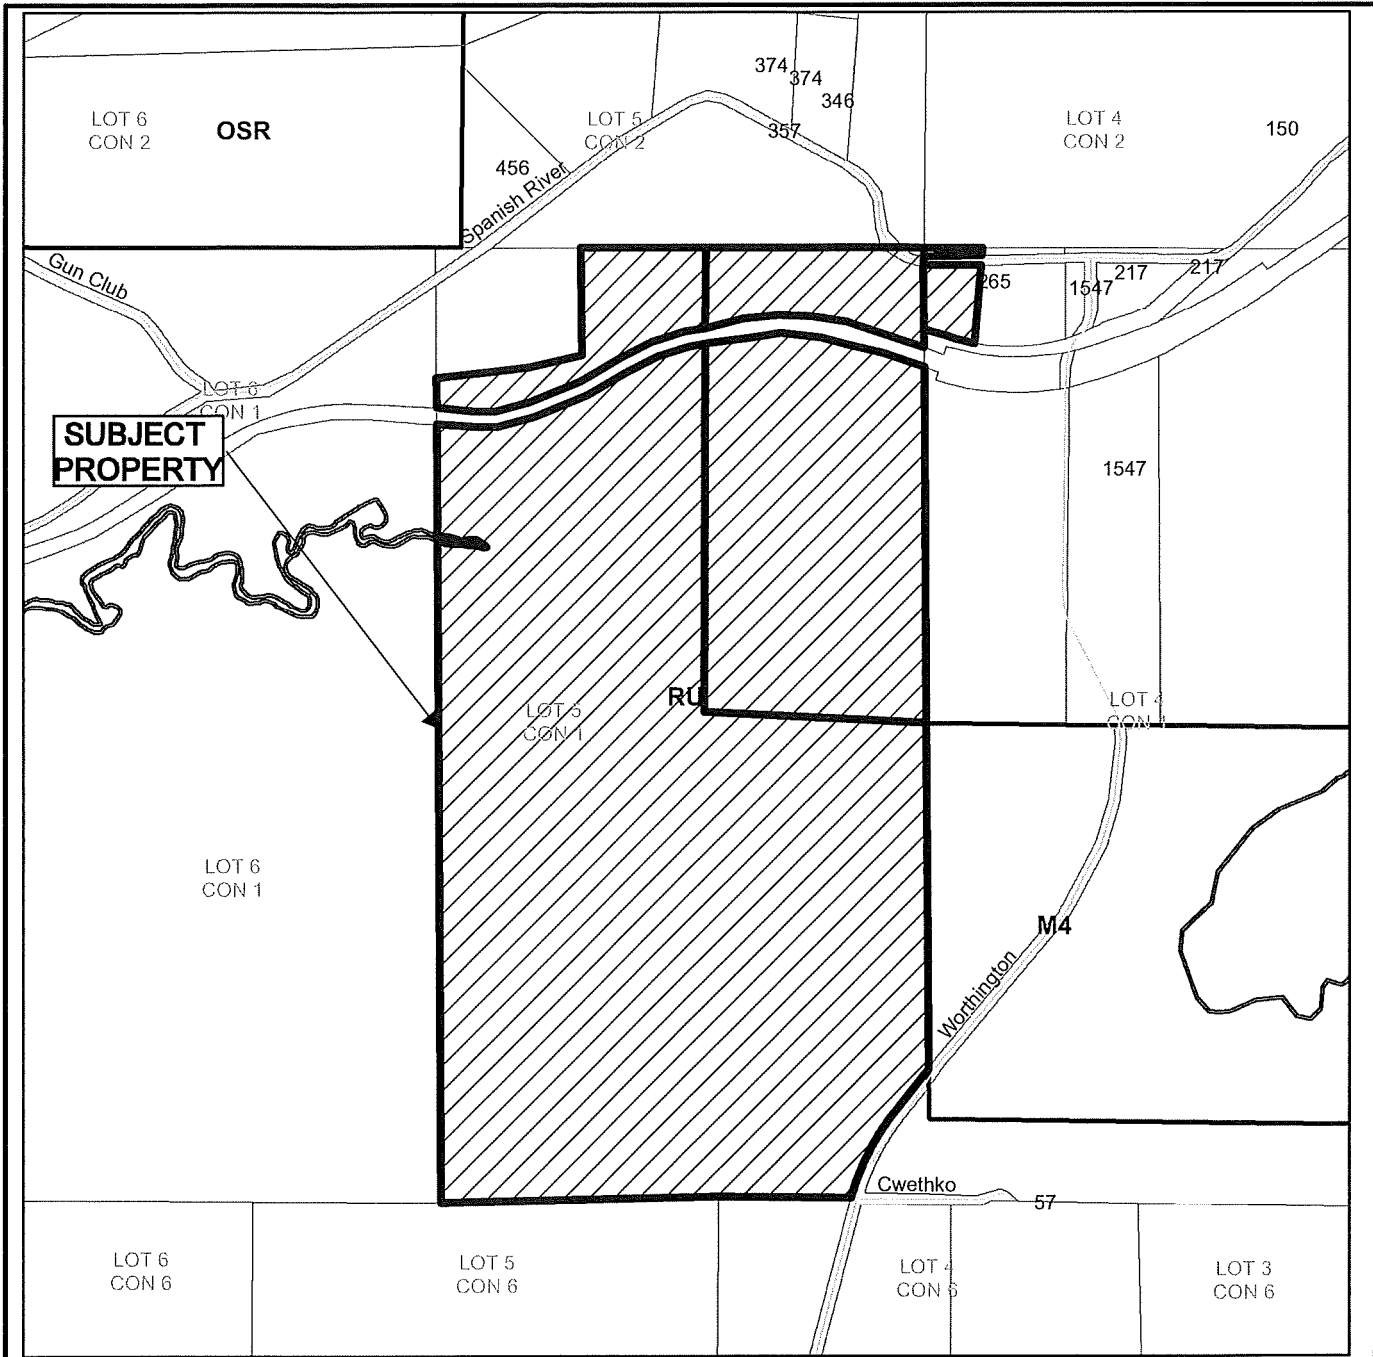 374
374
346
LOT 6
CON 2
OSR
LOT 5
CON 2
357
LOT 4
CON 2
150
456
Spanish River
Gun Club
265
1547
217
217
LOT 6
CON 1
SUBJECT
PROPERTY
1547
RU
LOT 5
CON 1
LOT 4
CON 1
LOT 6
CON 1
M4
Worthington
Cwethko
57
LOT 6
CON 6
LOT 5
CON 6
LOT 4
CON 6
LOT 3
CON 6